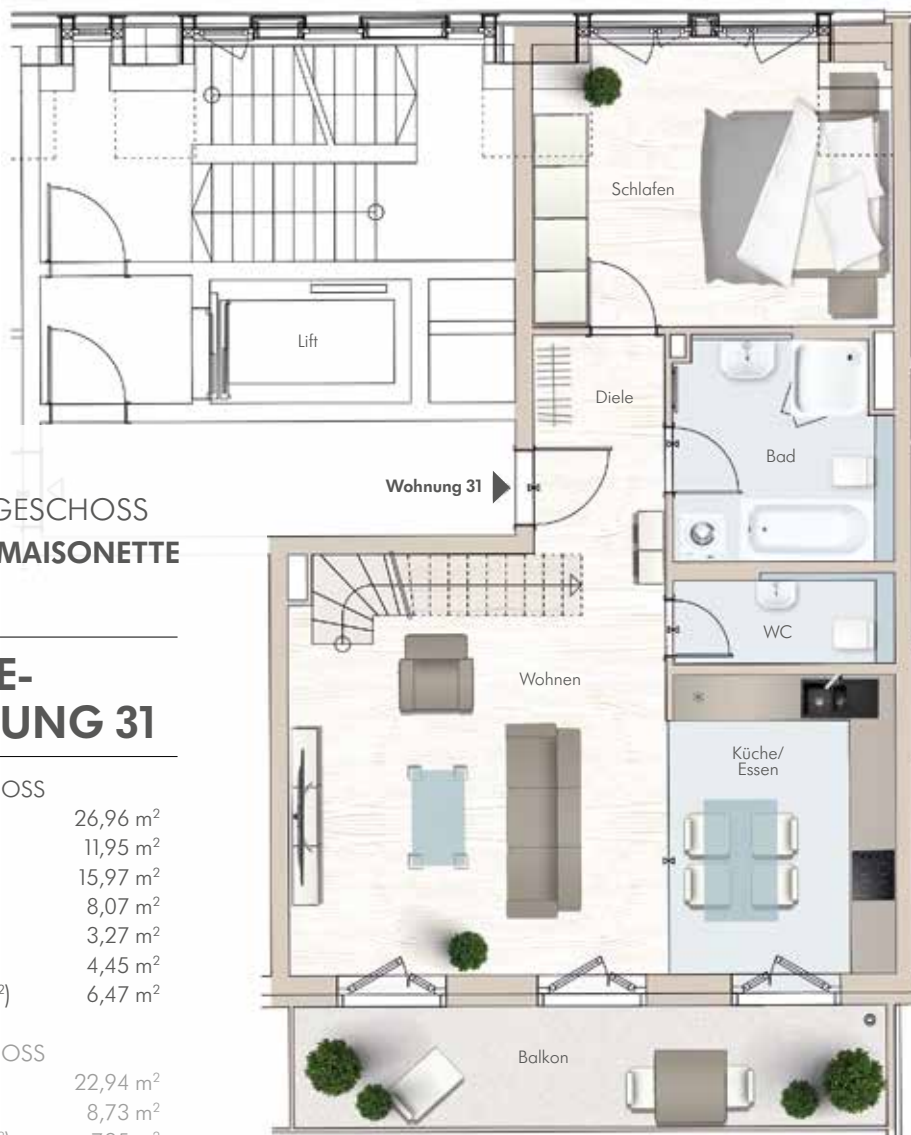 Schlafen
Lift
Diele
Bad
Wohnung 31
GESCHOSS
MAISONETTE
WC
Wohnen
E-
UNG 31
Küche/
Essen
OSS
26,96 m²
11,95 m²
15,97 m²
8,07 m²
3,27 m²
4,45 m²
²) 6,47 m²
Balkon
OSS
22,94 m²
8,73 m²